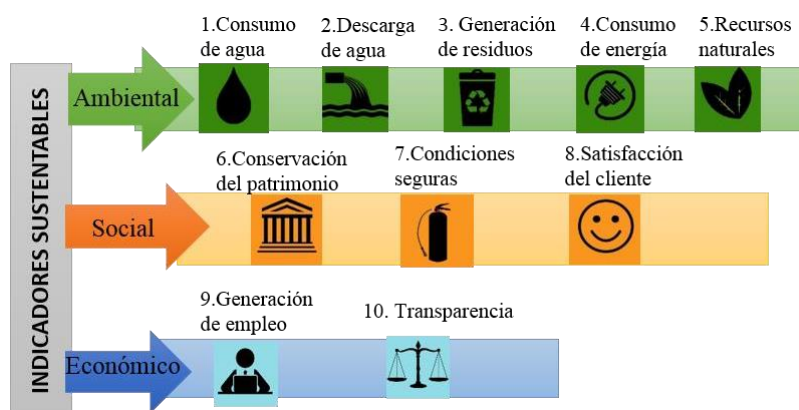 INDICADORES SUSTENTABLES
Ambiental
1.Consumo
de agua
2.Descarga
de agua
3. Generación
de residuos
4.Consumo
de energía
5.Recursos
naturales
Social
6.Conservación
del patrimonio
7.Condiciones
seguras
8.Satisfacción
del cliente
Económico
9.Generación
de empleo
10. Transparencia